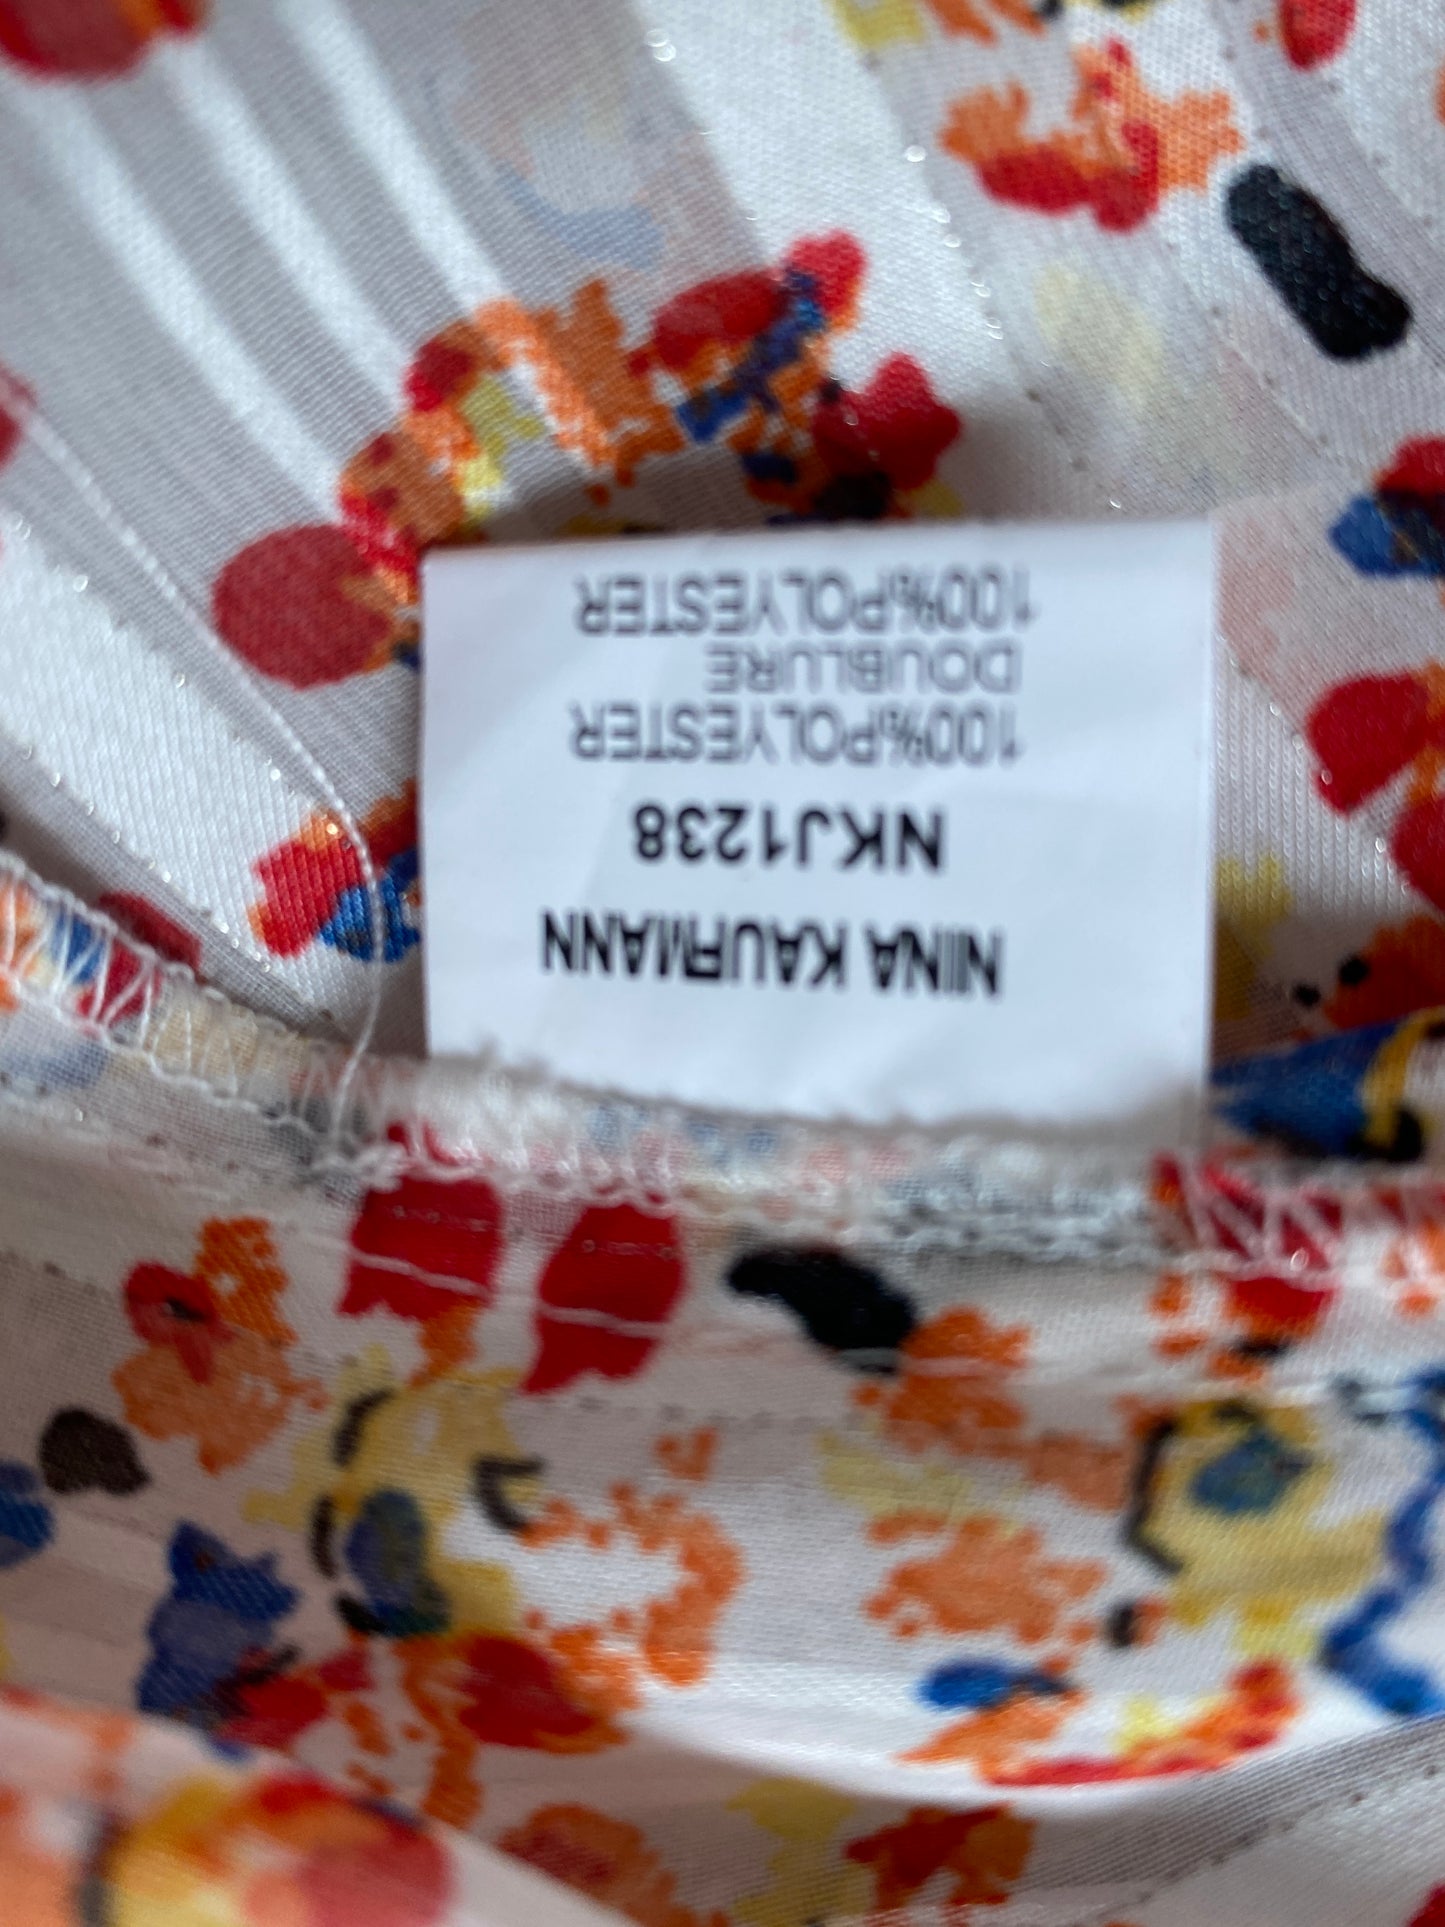 NINA KAUFMANN
NKJ1238
100%POLYESTER
DOUBLURE
100%POLYESTER